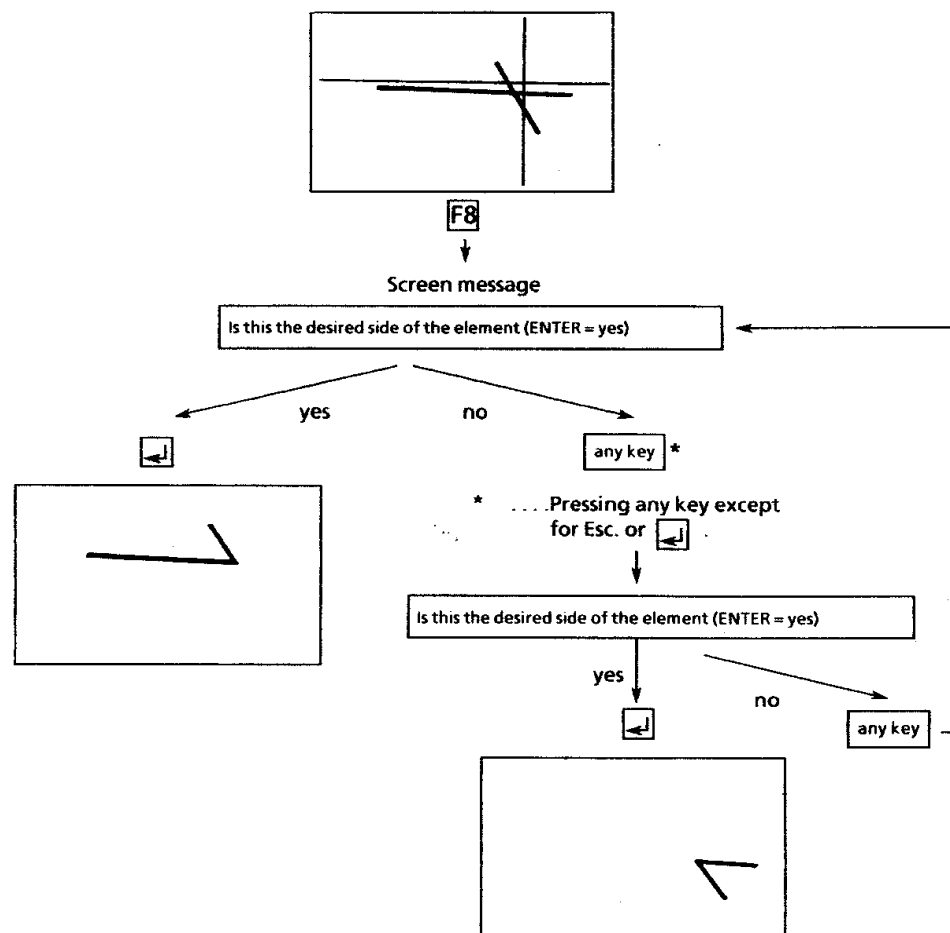 F8
Screen message
Is this the desired side of the element (ENTER = yes)
yes no
any key *
* ....Pressing any key except
for Esc. or
Is this the desired side of the element (ENTER = yes)
yes
no
any key